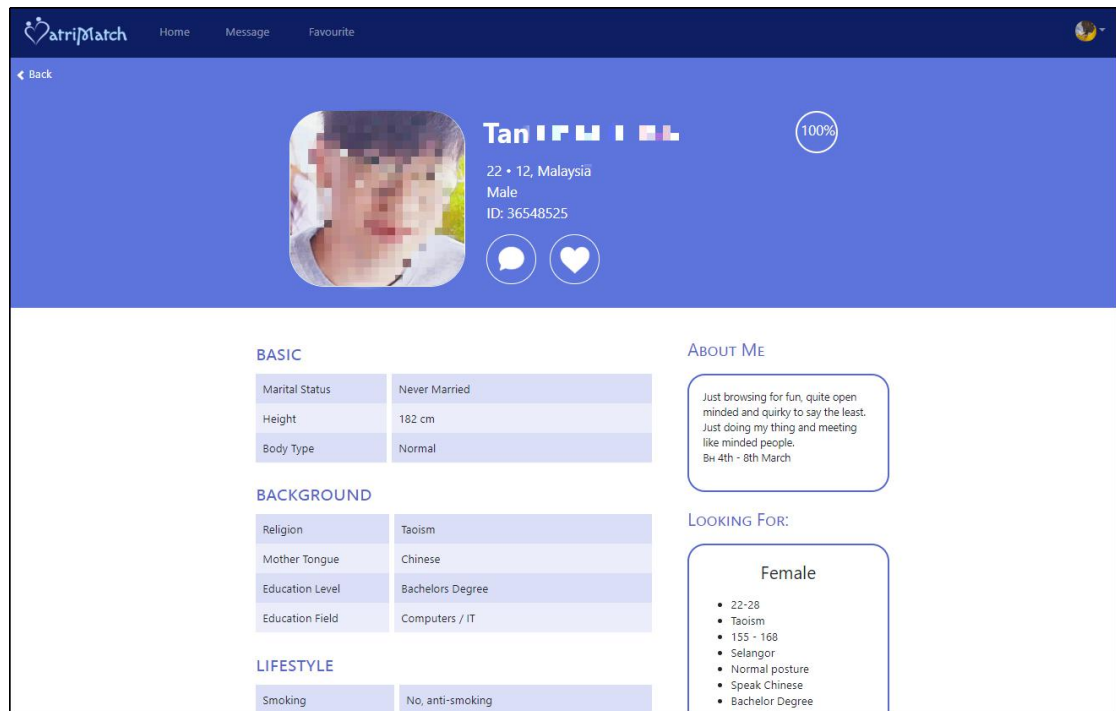 MatriMatch Home Message Favourite
Back
Tan
22 • 12, Malaysia
Male
ID: 36548525
100%
BASIC
Marital Status Never Married
Height 182 cm
Body Type Normal
BACKGROUND
Religion Taoism
Mother Tongue Chinese
Education Level Bachelors Degree
Education Field Computers / IT
LIFESTYLE
Smoking No, anti-smoking
About Me
Just browsing for fun, quite open
minded and quirky to say the least.
Just doing my thing and meeting
like minded people.
Bʜ 4th - 8th March
Looking For:
Female
• 22-28
• Taoism
• 155 - 168
• Selangor
• Normal posture
• Speak Chinese
• Bachelor Degree